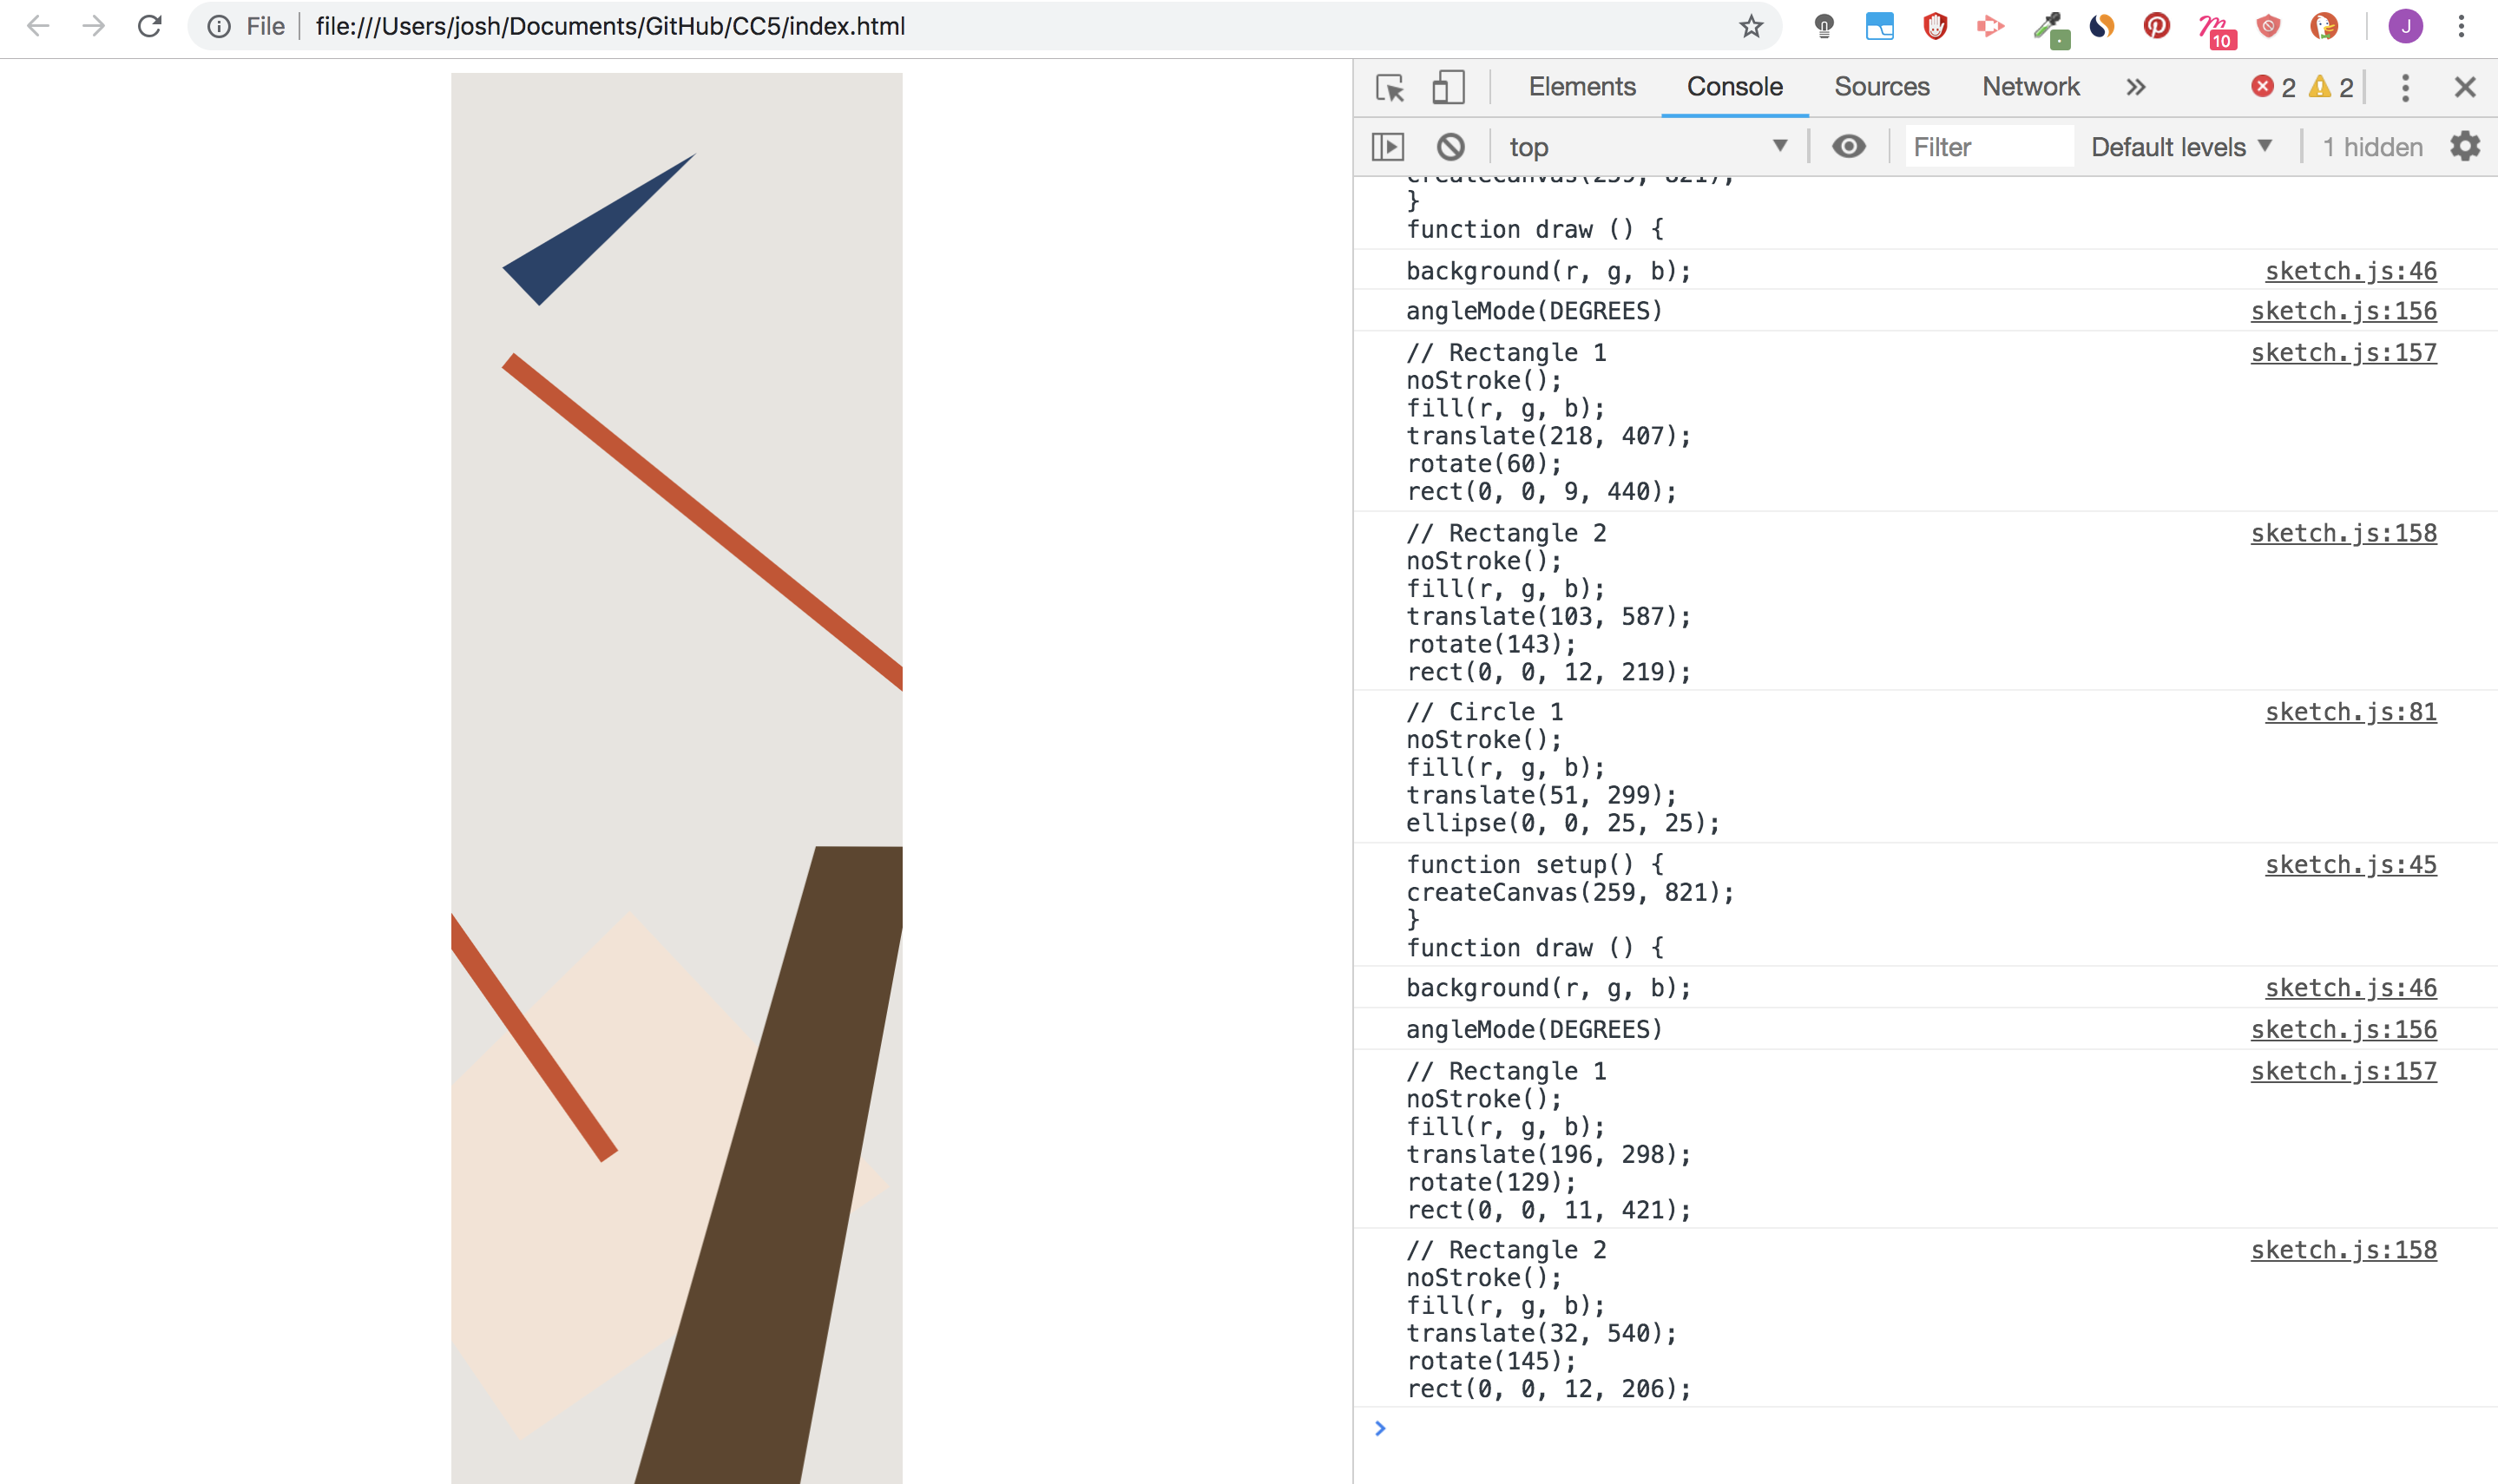 File file:///Users/josh/Documents/GitHub/CC5/index.html
10
J
Elements Console Sources Network » 2 2
top Filter Default levels 1 hidden
createCanvas(259, 821);
}
function draw () {
background(r, g, b); sketch.js:46
angleMode(DEGREES) sketch.js:156
// Rectangle 1 sketch.js:157
noStroke();
fill(r, g, b);
translate(218, 407);
rotate(60);
rect(0, 0, 9, 440);
// Rectangle 2 sketch.js:158
noStroke();
fill(r, g, b);
translate(103, 587);
rotate(143);
rect(0, 0, 12, 219);
// Circle 1 sketch.js:81
noStroke();
fill(r, g, b);
translate(51, 299);
ellipse(0, 0, 25, 25);
function setup() { sketch.js:45
createCanvas(259, 821);
}
function draw () {
background(r, g, b); sketch.js:46
angleMode(DEGREES) sketch.js:156
// Rectangle 1 sketch.js:157
noStroke();
fill(r, g, b);
translate(196, 298);
rotate(129);
rect(0, 0, 11, 421);
// Rectangle 2 sketch.js:158
noStroke();
fill(r, g, b);
translate(32, 540);
rotate(145);
rect(0, 0, 12, 206);